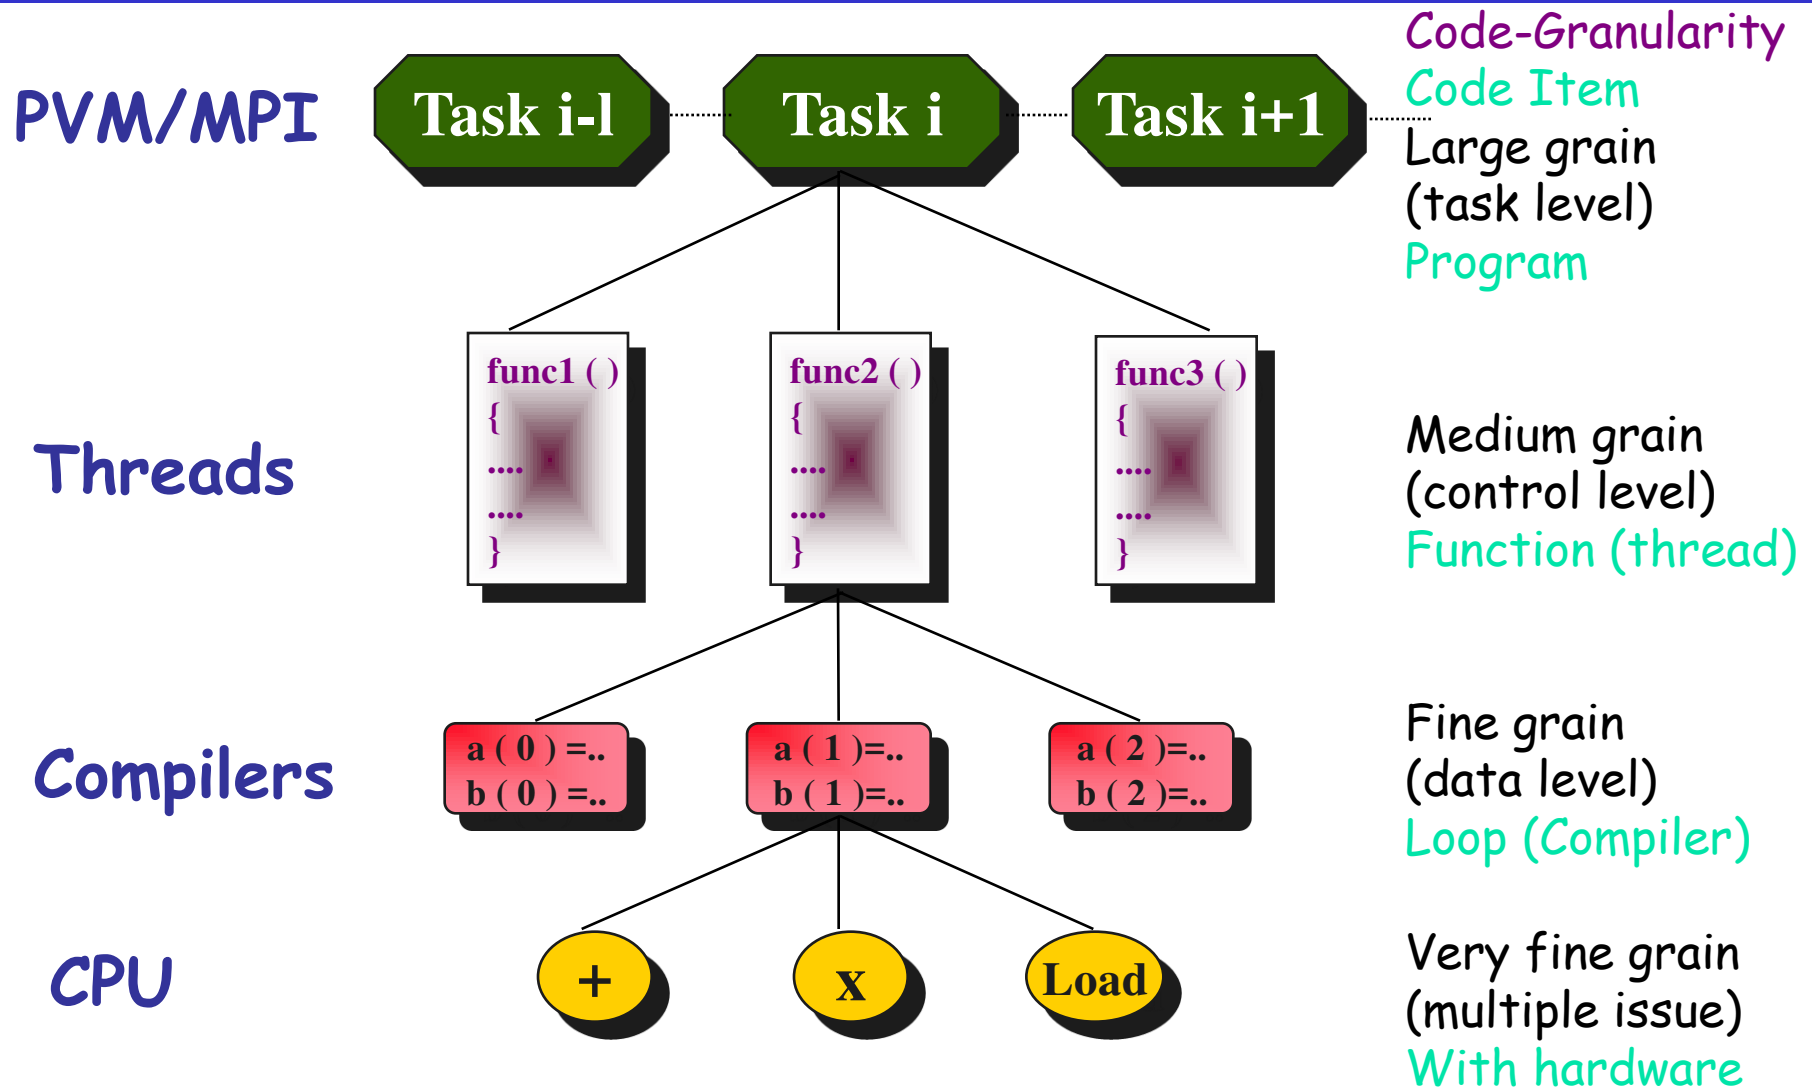 Code-Granularity
Code Item
PVM/MPI
Task i-l
Task i
Task i+1
Large grain
(task level)
Program
Threads
func1 ( )
{
....
....
}
func2 ( )
{
....
....
}
func3 ( )
{
....
....
}
Medium grain
(control level)
Function (thread)
Compilers
a ( 0 ) =..
b ( 0 ) =..
a ( 1 )=..
b ( 1 )=..
a ( 2 )=..
b ( 2 )=..
Fine grain
(data level)
Loop (Compiler)
CPU
+
x
Load
Very fine grain
(multiple issue)
With hardware